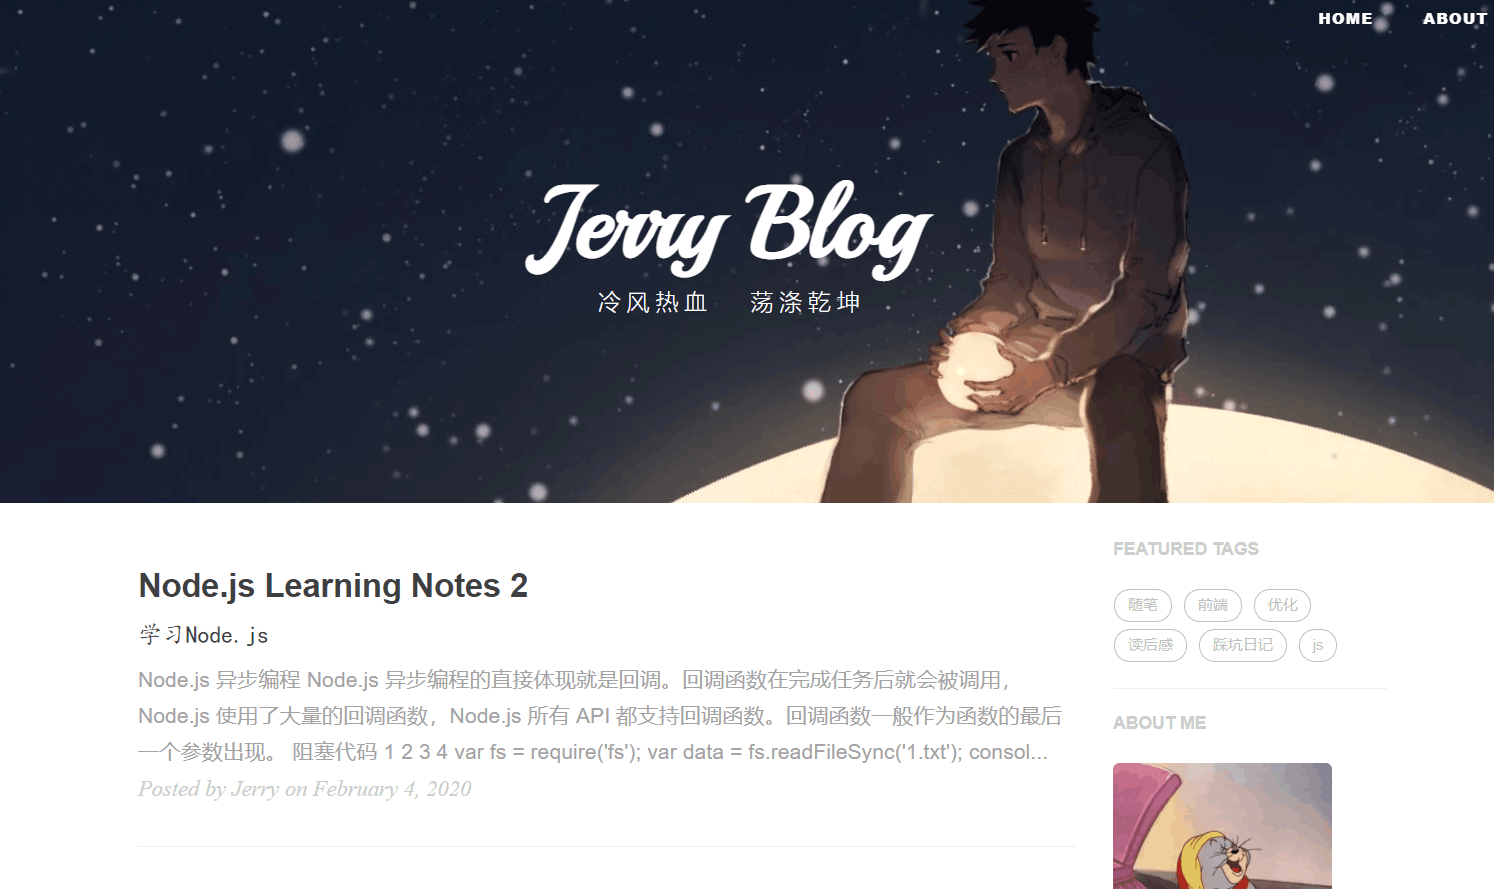 HOME ABOUT
Jerry Blog
冷风热血 荡涤乾坤
Node.js Learning Notes 2
学习Node.js
Node.js 异步编程 Node.js 异步编程的直接体现就是回调。回调函数在完成任务后就会被调用，
Node.js 使用了大量的回调函数，Node.js 所有 API 都支持回调函数。回调函数一般作为函数的最后
一个参数出现。 阻塞代码 1 2 3 4 var fs = require('fs'); var data = fs.readFileSync('1.txt'); consol...
Posted by Jerry on February 4, 2020
FEATURED TAGS
随笔 前端 优化
读后感 踩坑日记 js
ABOUT ME